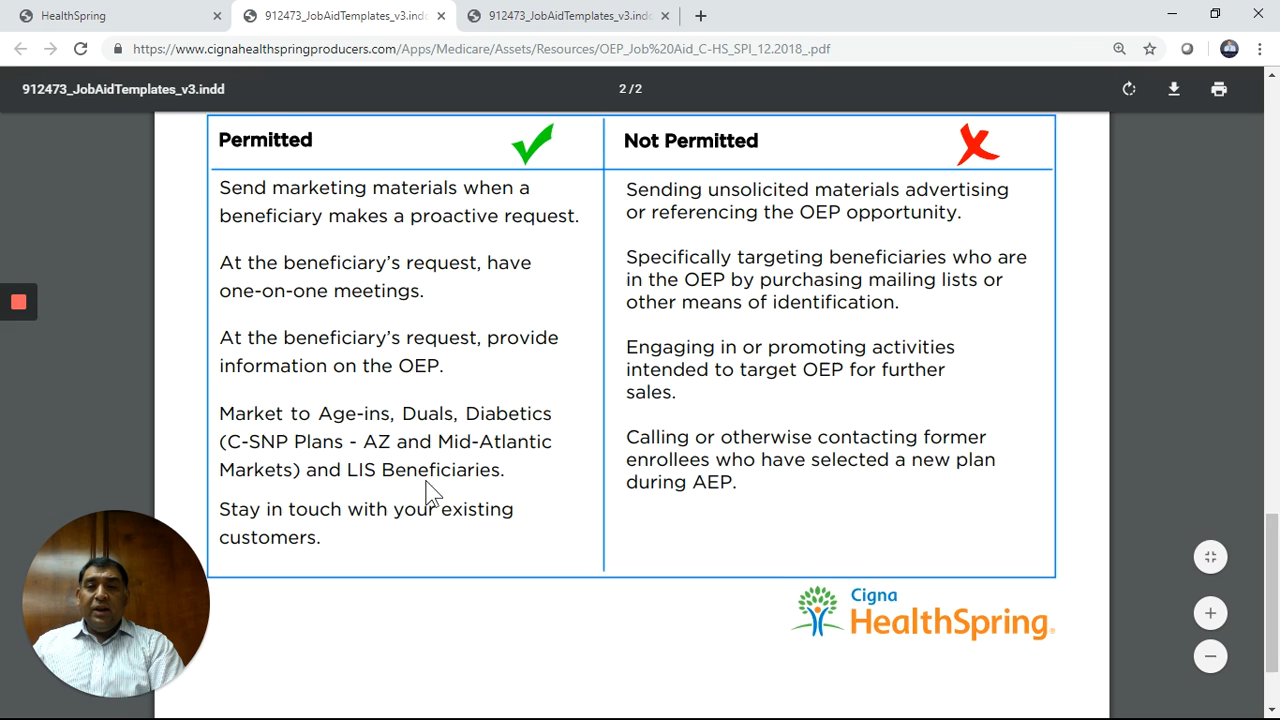 HealthSpring
912473_JobAidTemplates_v3.indd
912473_JobAidTemplates_v3.indd
https://www.cignahealthspringproducers.com/Apps/Medicare/Assets/Resources/OEP_Job%20Aid_C-HS_SPI_12.2018_.pdf
912473_JobAidTemplates_v3.indd
2 / 2
Permitted
Send marketing materials when a
beneficiary makes a proactive request.
At the beneficiary's request, have
one-on-one meetings.
At the beneficiary's request, provide
information on the OEP.
Market to Age-ins, Duals, Diabetics
(C-SNP Plans - AZ and Mid-Atlantic
Markets) and LIS Beneficiaries.
Stay in touch with your existing
customers.
Not Permitted
Sending unsolicited materials advertising
or referencing the OEP opportunity.
Specifically targeting beneficiaries who are
in the OEP by purchasing mailing lists or
other means of identification.
Engaging in or promoting activities
intended to target OEP for further
sales.
Calling or otherwise contacting former
enrollees who have selected a new plan
during AEP.
Cigna
HealthSpring®